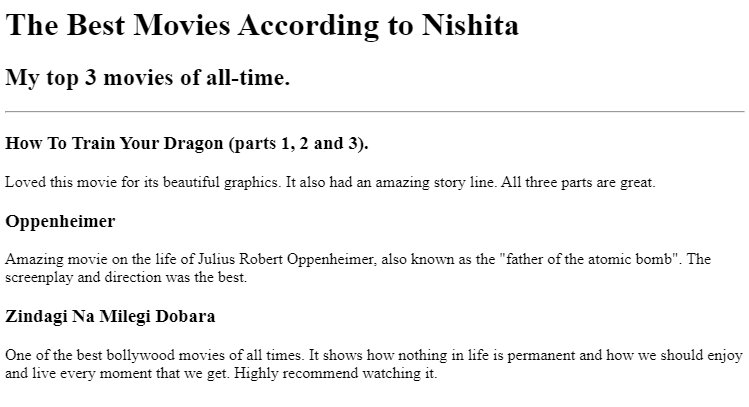 The Best Movies According to Nishita
My top 3 movies of all-time.
How To Train Your Dragon (parts 1, 2 and 3).
Loved this movie for its beautiful graphics. It also had an amazing story line. All three parts are great.
Oppenheimer
Amazing movie on the life of Julius Robert Oppenheimer, also known as the "father of the atomic bomb". The
screenplay and direction was the best.
Zindagi Na Milegi Dobara
One of the best bollywood movies of all times. It shows how nothing in life is permanent and how we should enjoy
and live every moment that we get. Highly recommend watching it.